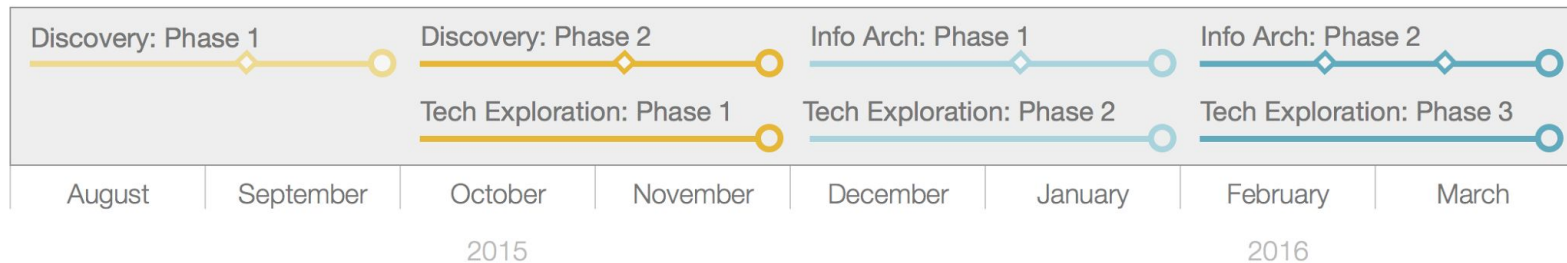 Discovery: Phase 1
Discovery: Phase 2
Info Arch: Phase 1
Info Arch: Phase 2
Tech Exploration: Phase 1
Tech Exploration: Phase 2
Tech Exploration: Phase 3
August
September
October
November
December
January
February
March
2015
2016